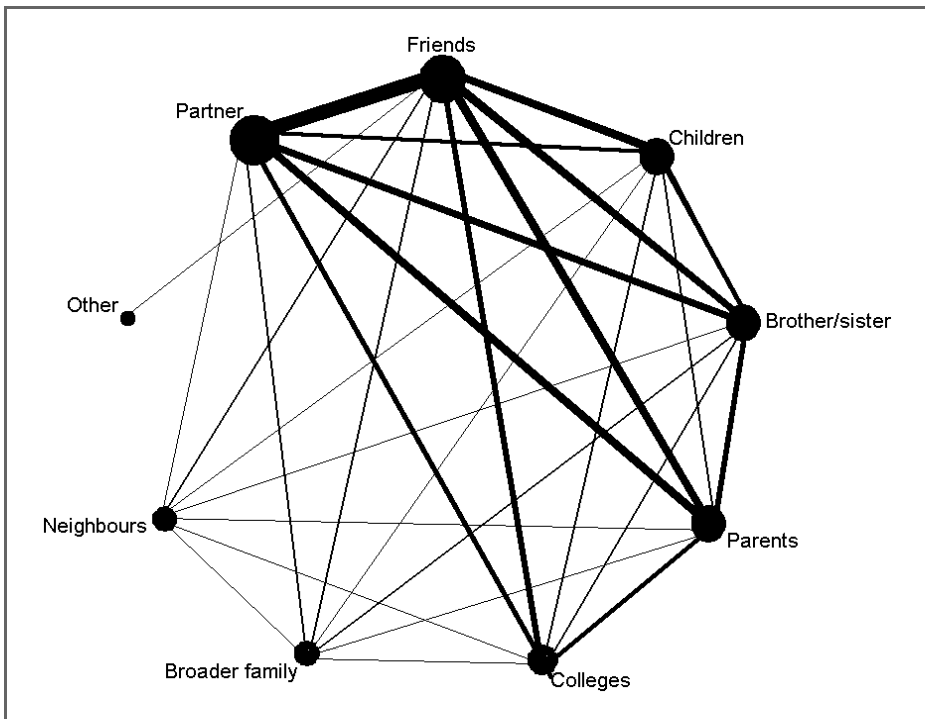 Friends
Partner
Children
Other
Brother/sister
Neighbours
Parents
Broader family
Colleges